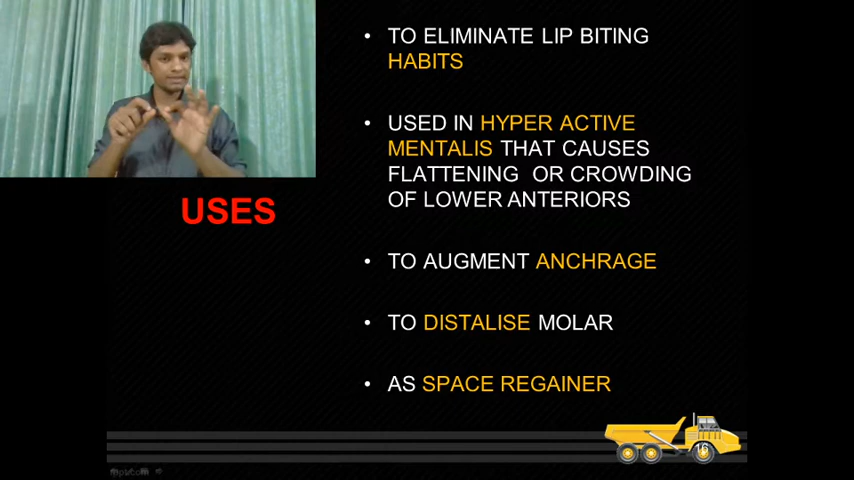 • TO ELIMINATE LIP BITING
HABITS
• USED IN HYPER ACTIVE
MENTALIS THAT CAUSES
FLATTENING OR CROWDING
OF LOWER ANTERIORS
USES
• TO AUGMENT ANCHRAGE
• TO DISTALISE MOLAR
• AS SPACE REGAINER
16